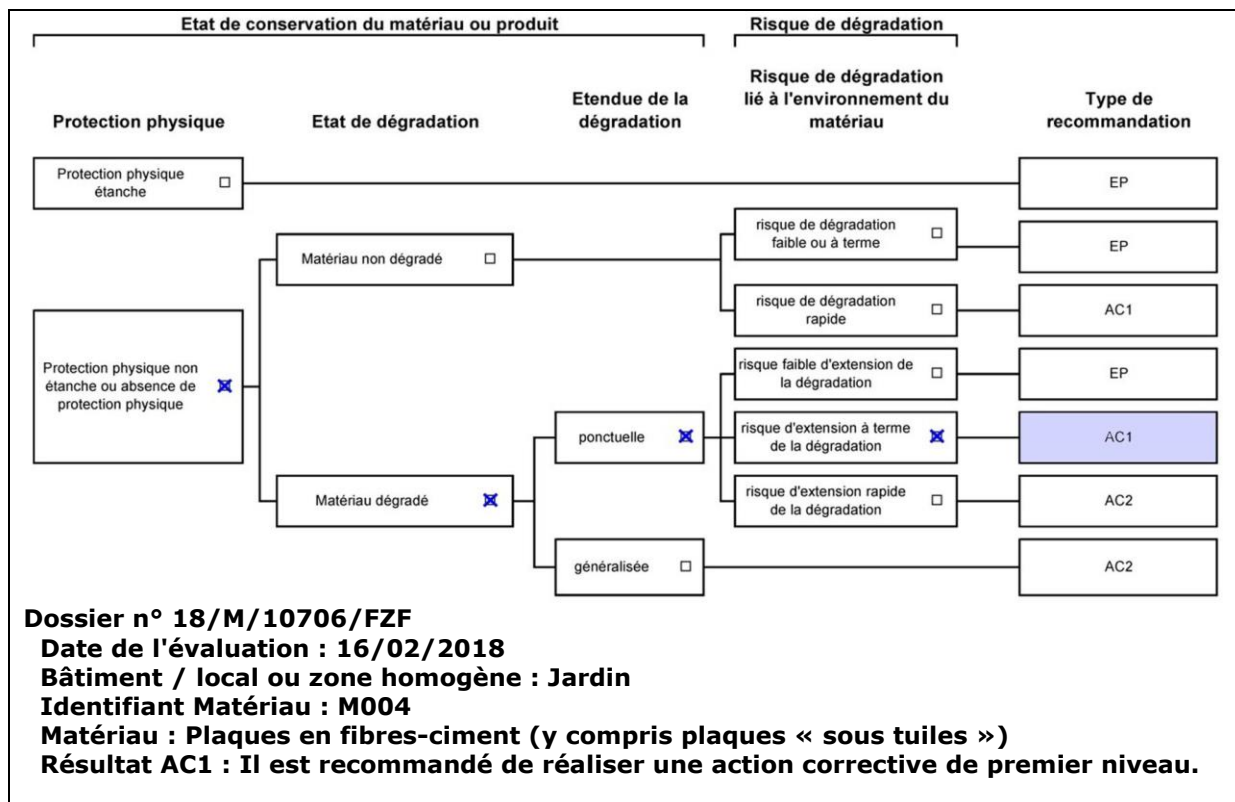 Etat de conservation du matériau ou produit
Risque de dégradation
Protection physique
Etat de dégradation
Etendue de la
dégradation
Risque de dégradation
lié à l'environnement du
matériau
Type de
recommandation
Protection physique
étanche
EP
Matériau non dégradé
risque de dégradation
faible ou à terme
EP
risque de dégradation
rapide
AC1
Protection physique non
étanche ou absence de
protection physique
risque faible d'extension de
la dégradation
EP
ponctuelle
risque d'extension à terme
de la dégradation
AC1
Matériau dégradé
risque d'extension rapide
de la dégradation
AC2
généralisée
AC2
Dossier n° 18/M/10706/FZF
Date de l'évaluation : 16/02/2018
Bâtiment / local ou zone homogène : Jardin
Identifiant Matériau : M004
Matériau : Plaques en fibres-ciment (y compris plaques « sous tuiles »)
Résultat AC1 : Il est recommandé de réaliser une action corrective de premier niveau.